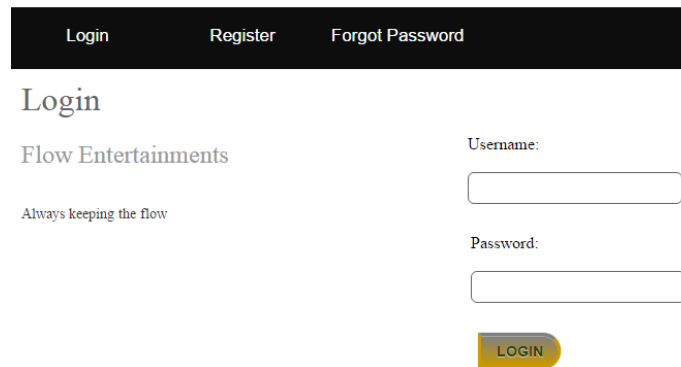 Login Register Forgot Password
Login
Flow Entertainments
Always keeping the flow
Username:
Password:
LOGIN